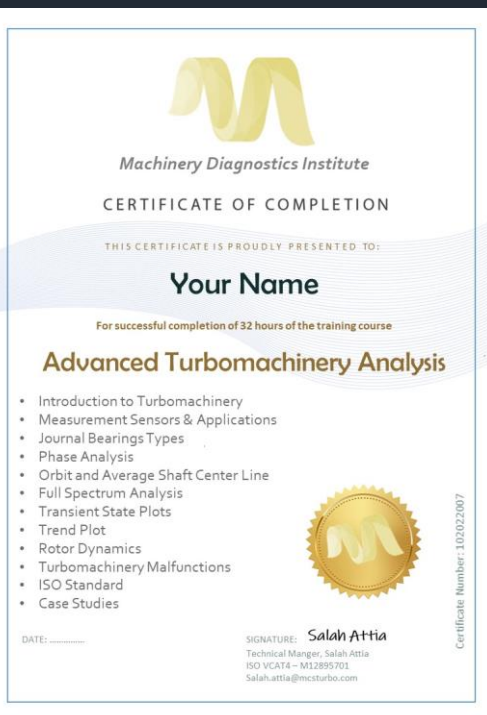 Machinery Diagnostics Institute
CERTIFICATE OF COMPLETION
THIS CERTIFICATE IS PROUDLY PRESENTED TO:
Your Name
For successful completion of 32 hours of the training course
Advanced Turbomachinery Analysis
• Introduction to Turbomachinery
• Measurement Sensors & Applications
• Journal Bearings Types
• Phase Analysis
• Orbit and Average Shaft Center Line
• Full Spectrum Analysis
• Transient State Plots
• Trend Plot
• Rotor Dynamics
• Turbomachinery Malfunctions
• ISO Standard
• Case Studies
Certificate Number: 102022007
DATE: ...............
SIGNATURE: Salah Attia
Technical Manger, Salah Attia
ISO VCAT4 – M12895701
Salah.attia@mcsturbo.com